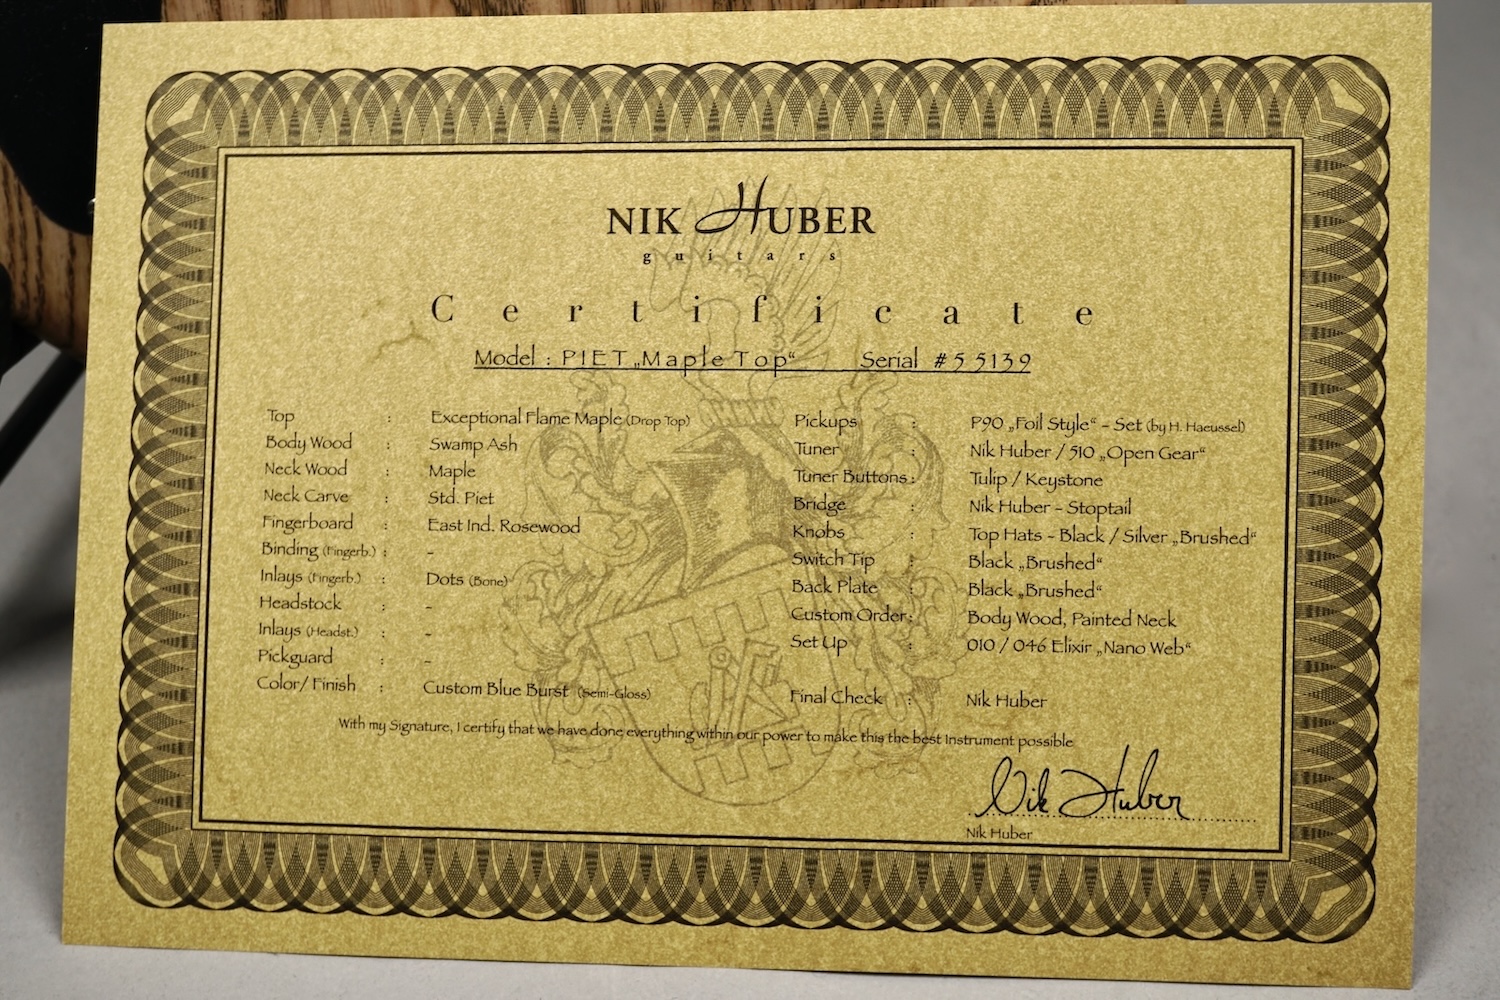 NIK HUBER
guitars
Certificate
Model : PIET „Maple Top“ Serial #5 5139
Top : Exceptional Flame Maple (Drop Top)
Body Wood : Swamp Ash
Neck Wood : Maple
Neck Carve : Std. Piet
Fingerboard : East Ind. Rosewood
Binding (Fingerb.) : -
Inlays (Fingerb.) : Dots (Bone)
Headstock : -
Inlays (Headst.) : -
Pickguard : -
Color/ Finish : Custom Blue Burst (Semi-Gloss)
Pickups : P90 „Foil Style“ - Set (by H. Haeussel)
Tuner : Nik Huber / 510 „Open Gear“
Tuner Buttons : Tulip / Keystone
Bridge : Nik Huber - Stoptail
Knobs : Top Hats - Black / Silver „Brushed“
Switch Tip : Black „Brushed“
Back Plate : Black „Brushed“
Custom Order : Body Wood, Painted Neck
Set Up : 010 / 046 Elixir „Nano Web“
Final Check : Nik Huber
With my Signature, I certify that we have done everything within our power to make this the best Instrument possible
Nik Huber
Nik Huber